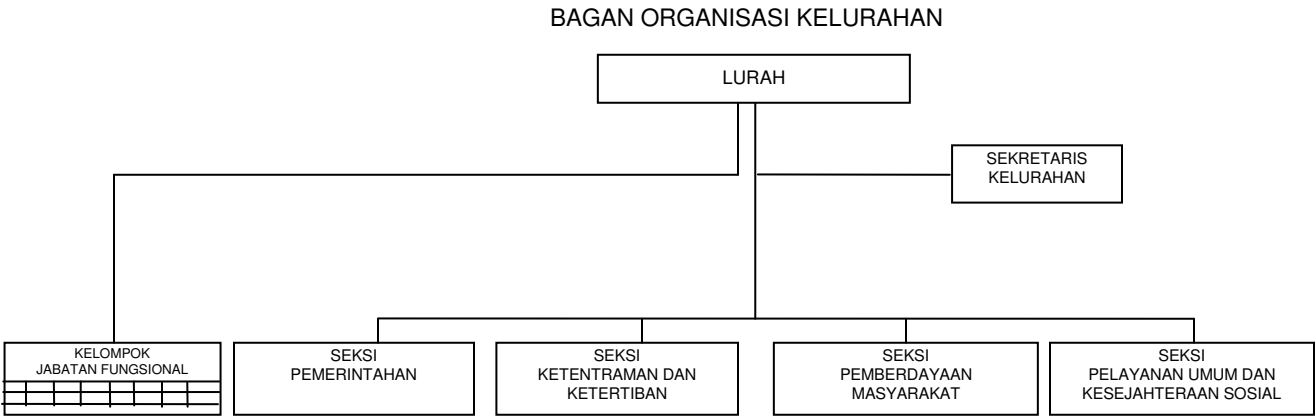 BAGAN ORGANISASI KELURAHAN
LURAH
SEKRETARIS
KELURAHAN
KELOMPOK
JABATAN FUNGSIONAL
SEKSI
PEMERINTAHAN
SEKSI
KETENTRAMAN DAN
KETERTIBAN
SEKSI
PEMBERDAYAAN
MASYARAKAT
SEKSI
PELAYANAN UMUM DAN
KESEJAHTERAAN SOSIAL